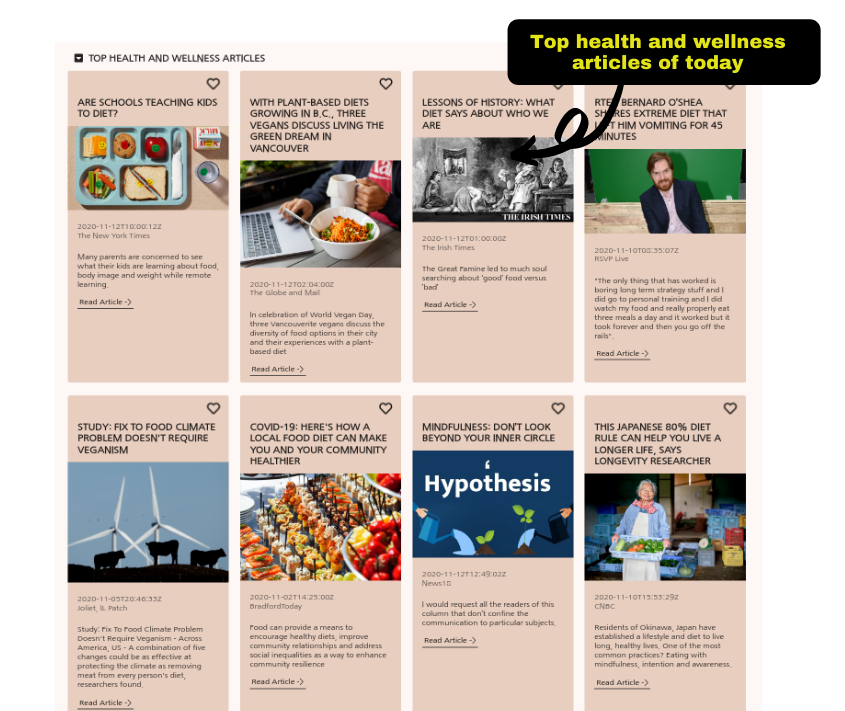 Top health and wellness
articles of today
TOP HEALTH AND WELLNESS ARTICLES
ARE SCHOOLS TEACHING KIDS
TO DIET?
2020-11-12T10:00:12Z
The New York Times
Many parents are concerned to see
what their kids are learning about food,
body image and weight while remote
learning.
Read Article ->
WITH PLANT-BASED DIETS
GROWING IN B.C., THREE
VEGANS DISCUSS LIVING THE
GREEN DREAM IN
VANCOUVER
2020-11-12T02:04:00Z
The Globe and Mail
In celebration of World Vegan Day,
three Vancouverite vegans discuss the
diversity of food options in their city
and their experiences with a plant-
based diet
Read Article ->
LESSONS OF HISTORY: WHAT
DIET SAYS ABOUT WHO WE
ARE
THE IRISH TIMES
2020-11-12T01:00:00Z
The Irish Times
The Great Famine led to much soul
searching about 'good' food versus
'bad'
Read Article ->
BERNARD O'SHEA
EXTREME DIET THAT
HIM VOMITING FOR 45
MINUTES
2020-11-10T08:35:07Z
RSVP Live
"The only thing that has worked is
boring long term strategy stuff and I
did go to personal training and I did
watch my food and really properly eat
three meals a day and it worked but it
took forever and then you go off the
rails".
Read Article ->
STUDY: FIX TO FOOD CLIMATE
PROBLEM DOESN'T REQUIRE
VEGANISM
2020-11-05T20:46:33Z
Joliet, IL Patch
Study: Fix To Food Climate Problem
Doesn't Require Veganism - Across
America, US - A combination of five
changes could be as effective at
protecting the climate as removing
meat from every person's diet,
researchers found.
Read Article ->
COVID-19: HERE'S HOW A
LOCAL FOOD DIET CAN MAKE
YOU AND YOUR COMMUNITY
HEALTHIER
2020-11-02T14:25:00Z
BradfordToday
Food can provide a means to
encourage healthy diets, improve
community relationships and address
social inequalities as a way to enhance
community resilience
Read Article ->
MINDFULNESS: DON'T LOOK
BEYOND YOUR INNER CIRCLE
Hypothesis
2020-11-12T12:49:02Z
News18
I would request all the readers of this
column that don't confine the
communication to particular subjects.
Read Article ->
THIS JAPANESE 80% DIET
RULE CAN HELP YOU LIVE A
LONGER LIFE, SAYS
LONGEVITY RESEARCHER
2020-11-10T15:53:29Z
CNBC
Residents of Okinawa, Japan have
established a lifestyle and diet to live
long, healthy lives. One of the most
common practices? Eating with
mindfulness, intention and awareness.
Read Article ->